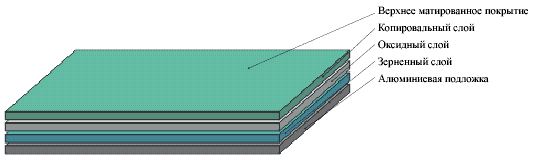 Верхнее матированное покрытие
Копировальный слой
Оксидный слой
Зерненный слой
Алюминиевая подложка